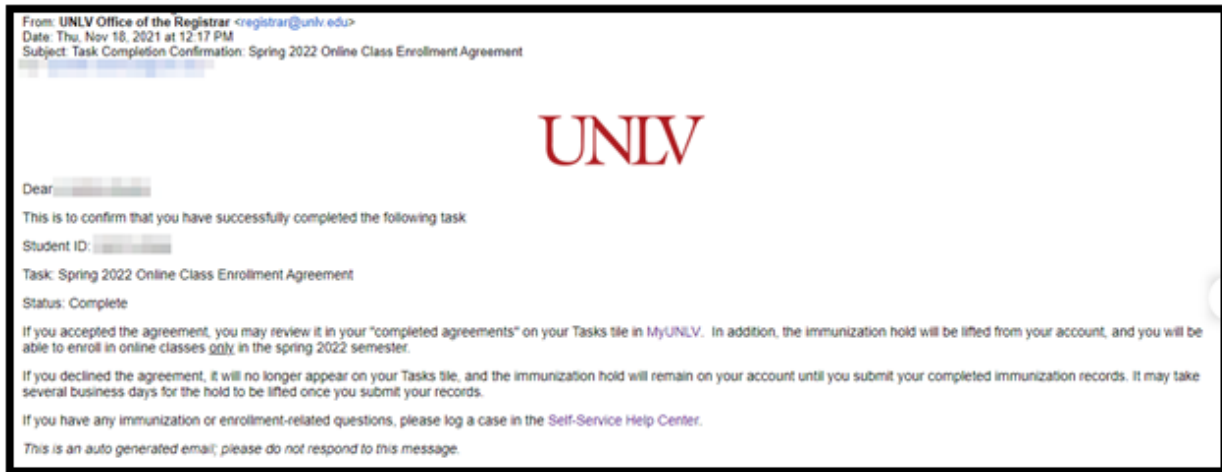 From: UNLV Office of the Registrar <registrar@unlv.edu>
Date: Thu, Nov 18, 2021 at 12:17 PM
Subject: Task Completion Confirmation: Spring 2022 Online Class Enrollment Agreement
UNLV
Dear
This is to confirm that you have successfully completed the following task
Student ID:
Task: Spring 2022 Online Class Enrollment Agreement
Status: Complete
If you accepted the agreement, you may review it in your "completed agreements" on your Tasks tile in MyUNLV. In addition, the immunization hold will be lifted from your account, and you will be
able to enroll in online classes only in the spring 2022 semester.
If you declined the agreement, it will no longer appear on your Tasks tile, and the immunization hold will remain on your account until you submit your completed immunization records. It may take
several business days for the hold to be lifted once you submit your records.
If you have any immunization or enrollment-related questions, please log a case in the Self-Service Help Center.
This is an auto generated email; please do not respond to this message.